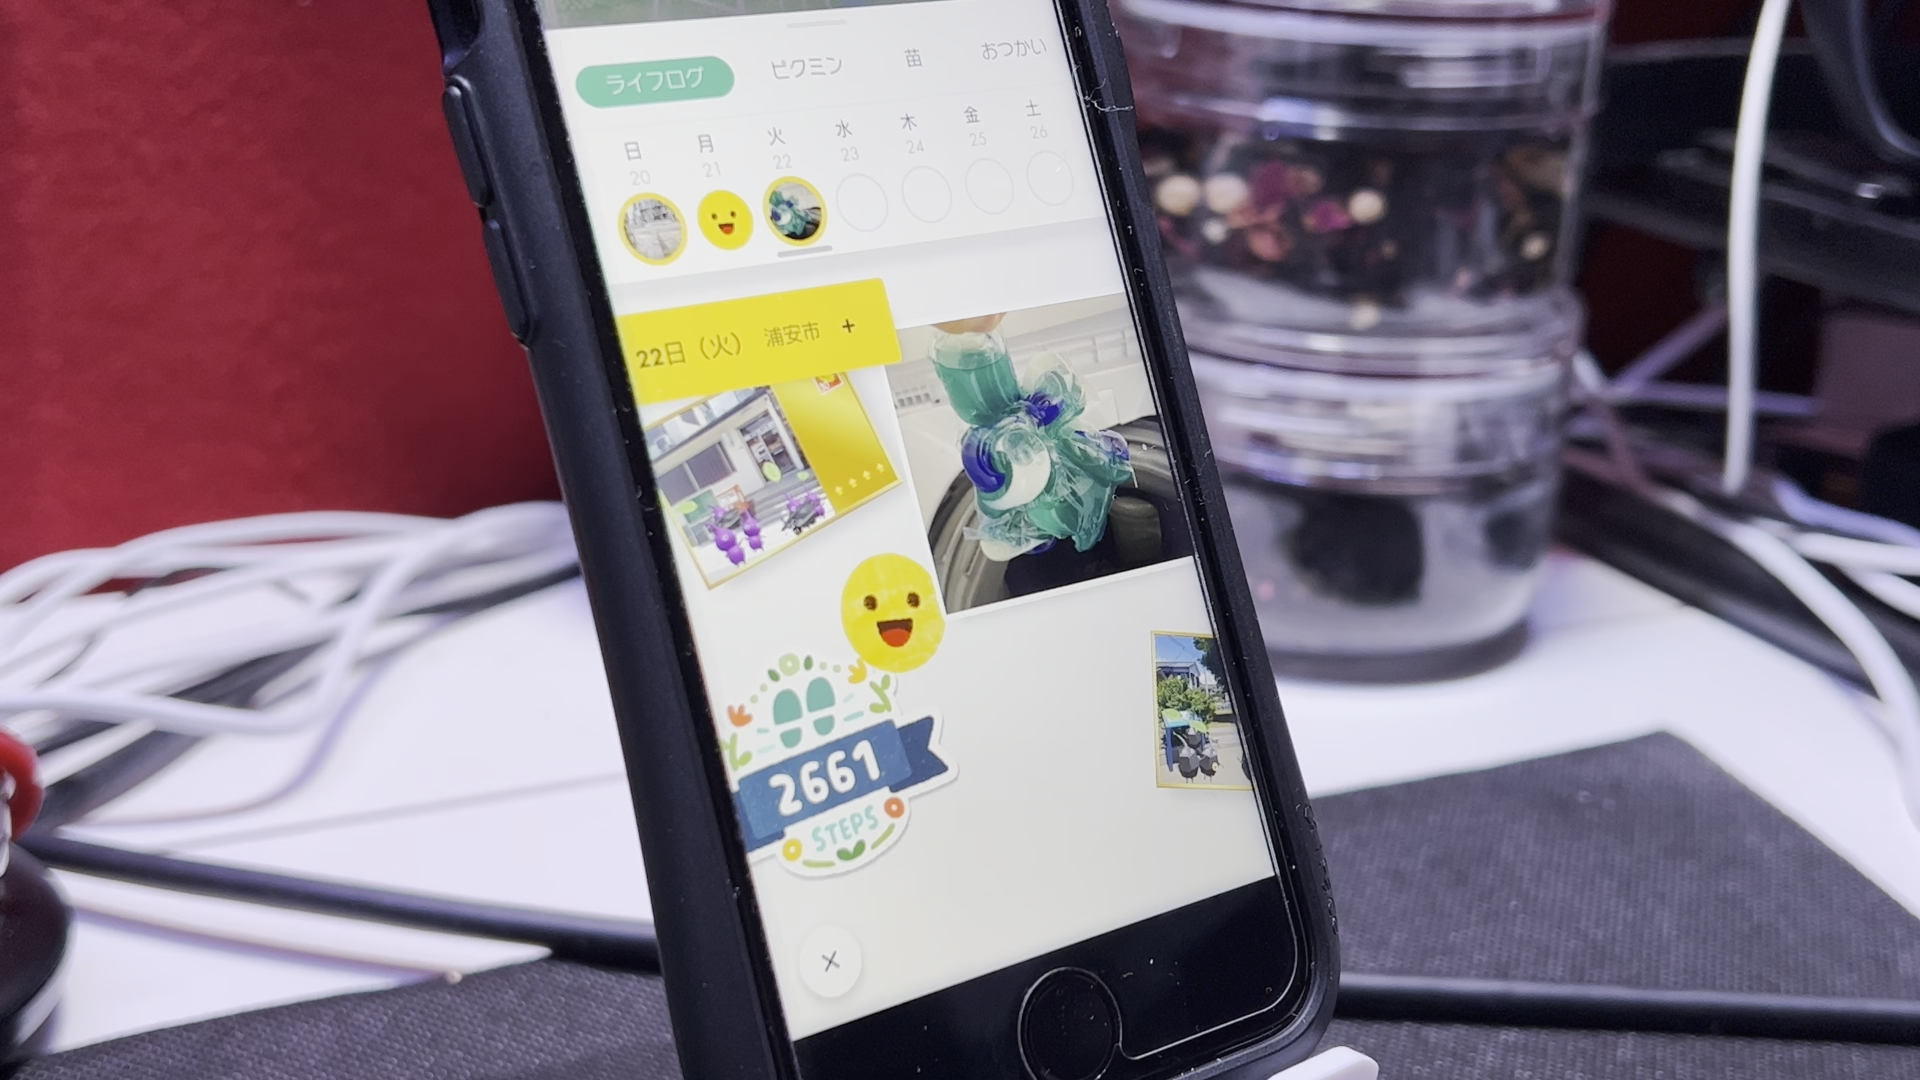 ライフログ ピクミン 苗 おつかい
日 月 火 水 木 金 土
20 21 22 23 24 25 26
22日（火） 浦安市 +
2661
STEPS
×